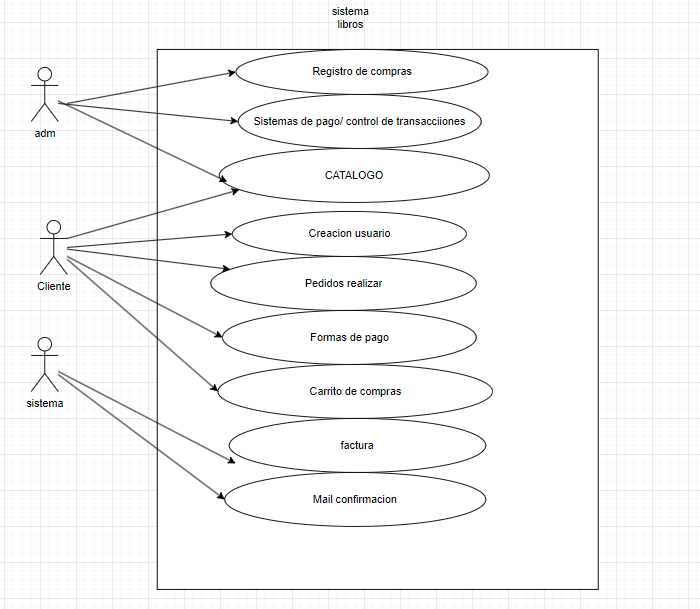 sistema
libros
Registro de compras
adm
Sistemas de pago/ control de transacciiones
CATALOGO
Creacion usuario
Cliente
Pedidos realizar
Formas de pago
Carrito de compras
sistema
factura
Mail confirmacion